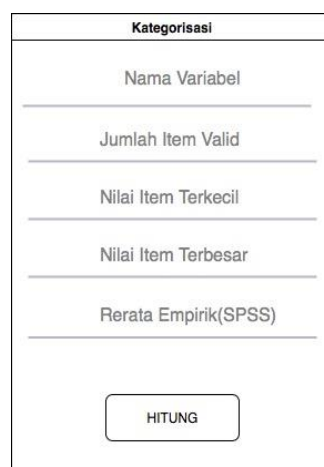 Kategorisasi
Nama Variabel
Jumlah Item Valid
Nilai Item Terkecil
Nilai Item Terbesar
Rerata Empirik(SPSS)
HITUNG